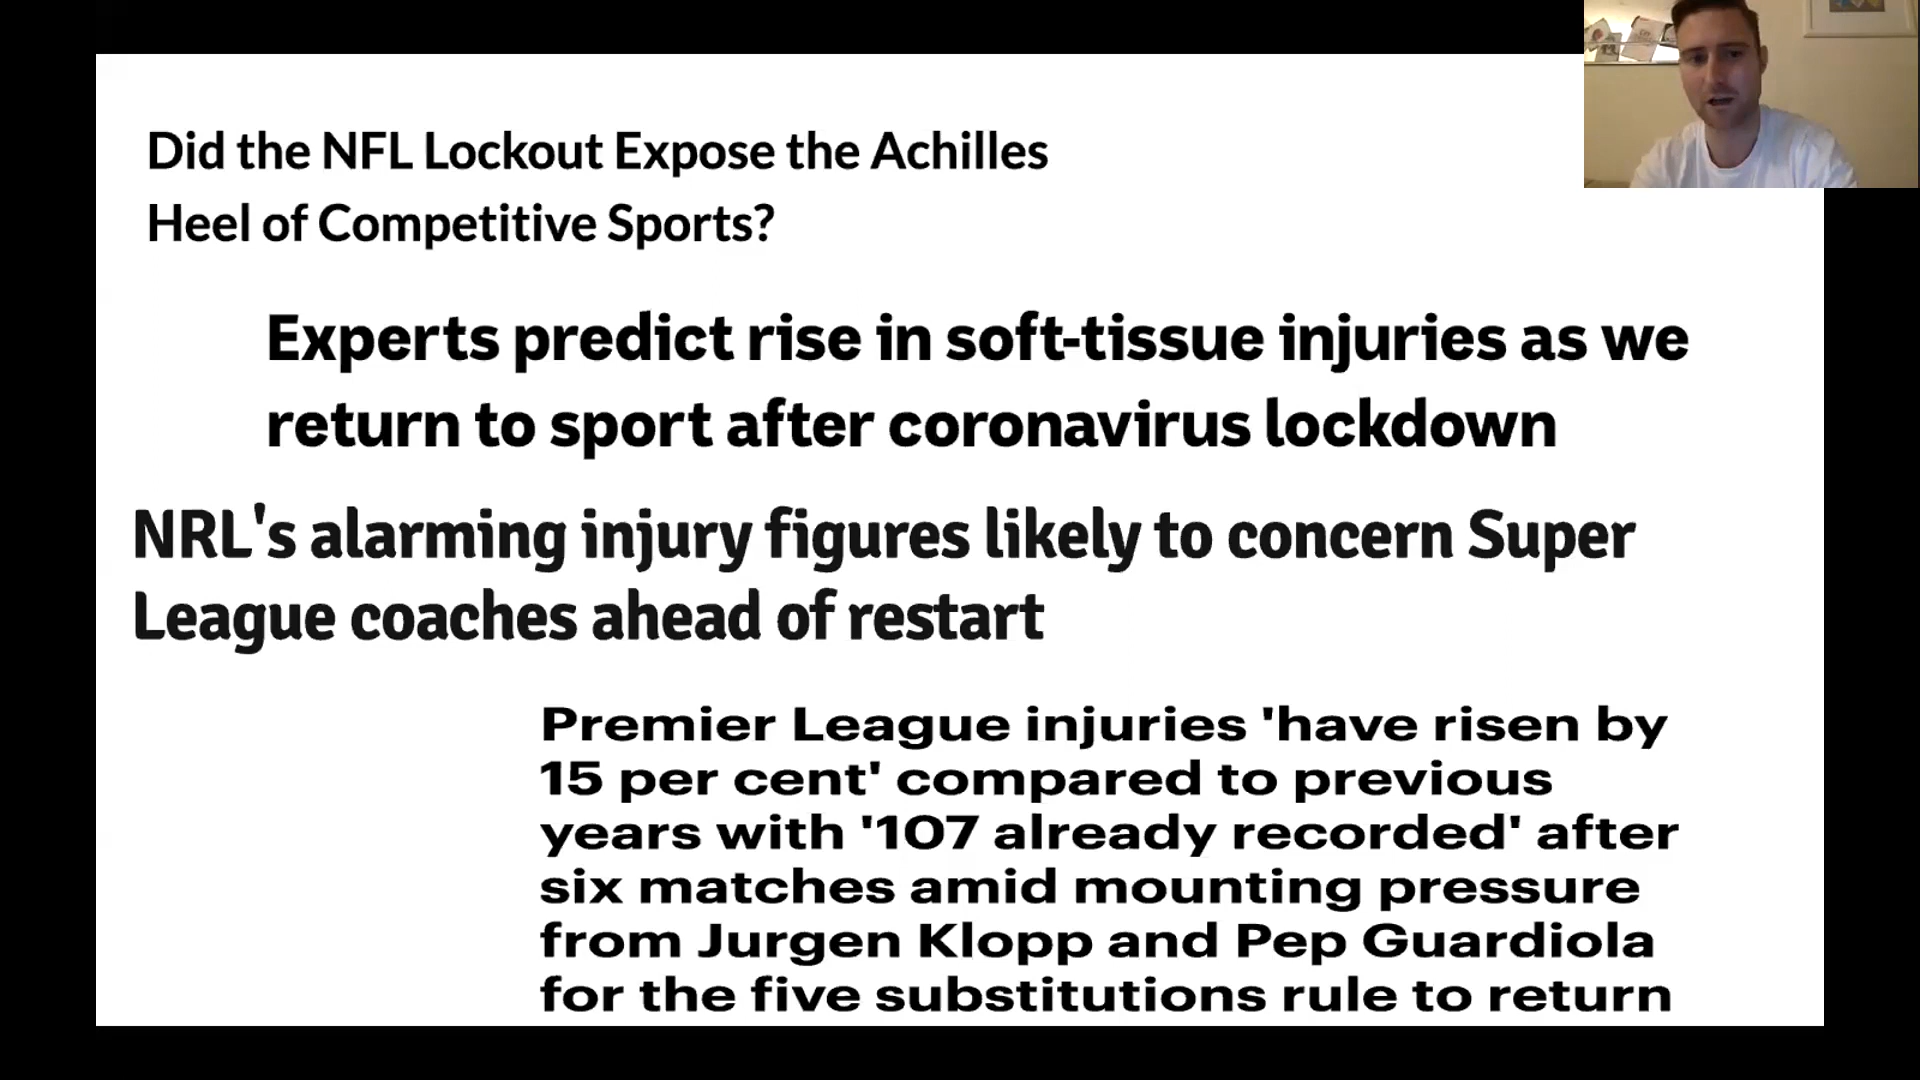 Did the NFL Lockout Expose the Achilles
Heel of Competitive Sports?
Experts predict rise in soft-tissue injuries as we
return to sport after coronavirus lockdown
NRL's alarming injury figures likely to concern Super
League coaches ahead of restart
Premier League injuries 'have risen by
15 per cent' compared to previous
years with '107 already recorded' after
six matches amid mounting pressure
from Jurgen Klopp and Pep Guardiola
for the five substitutions rule to return